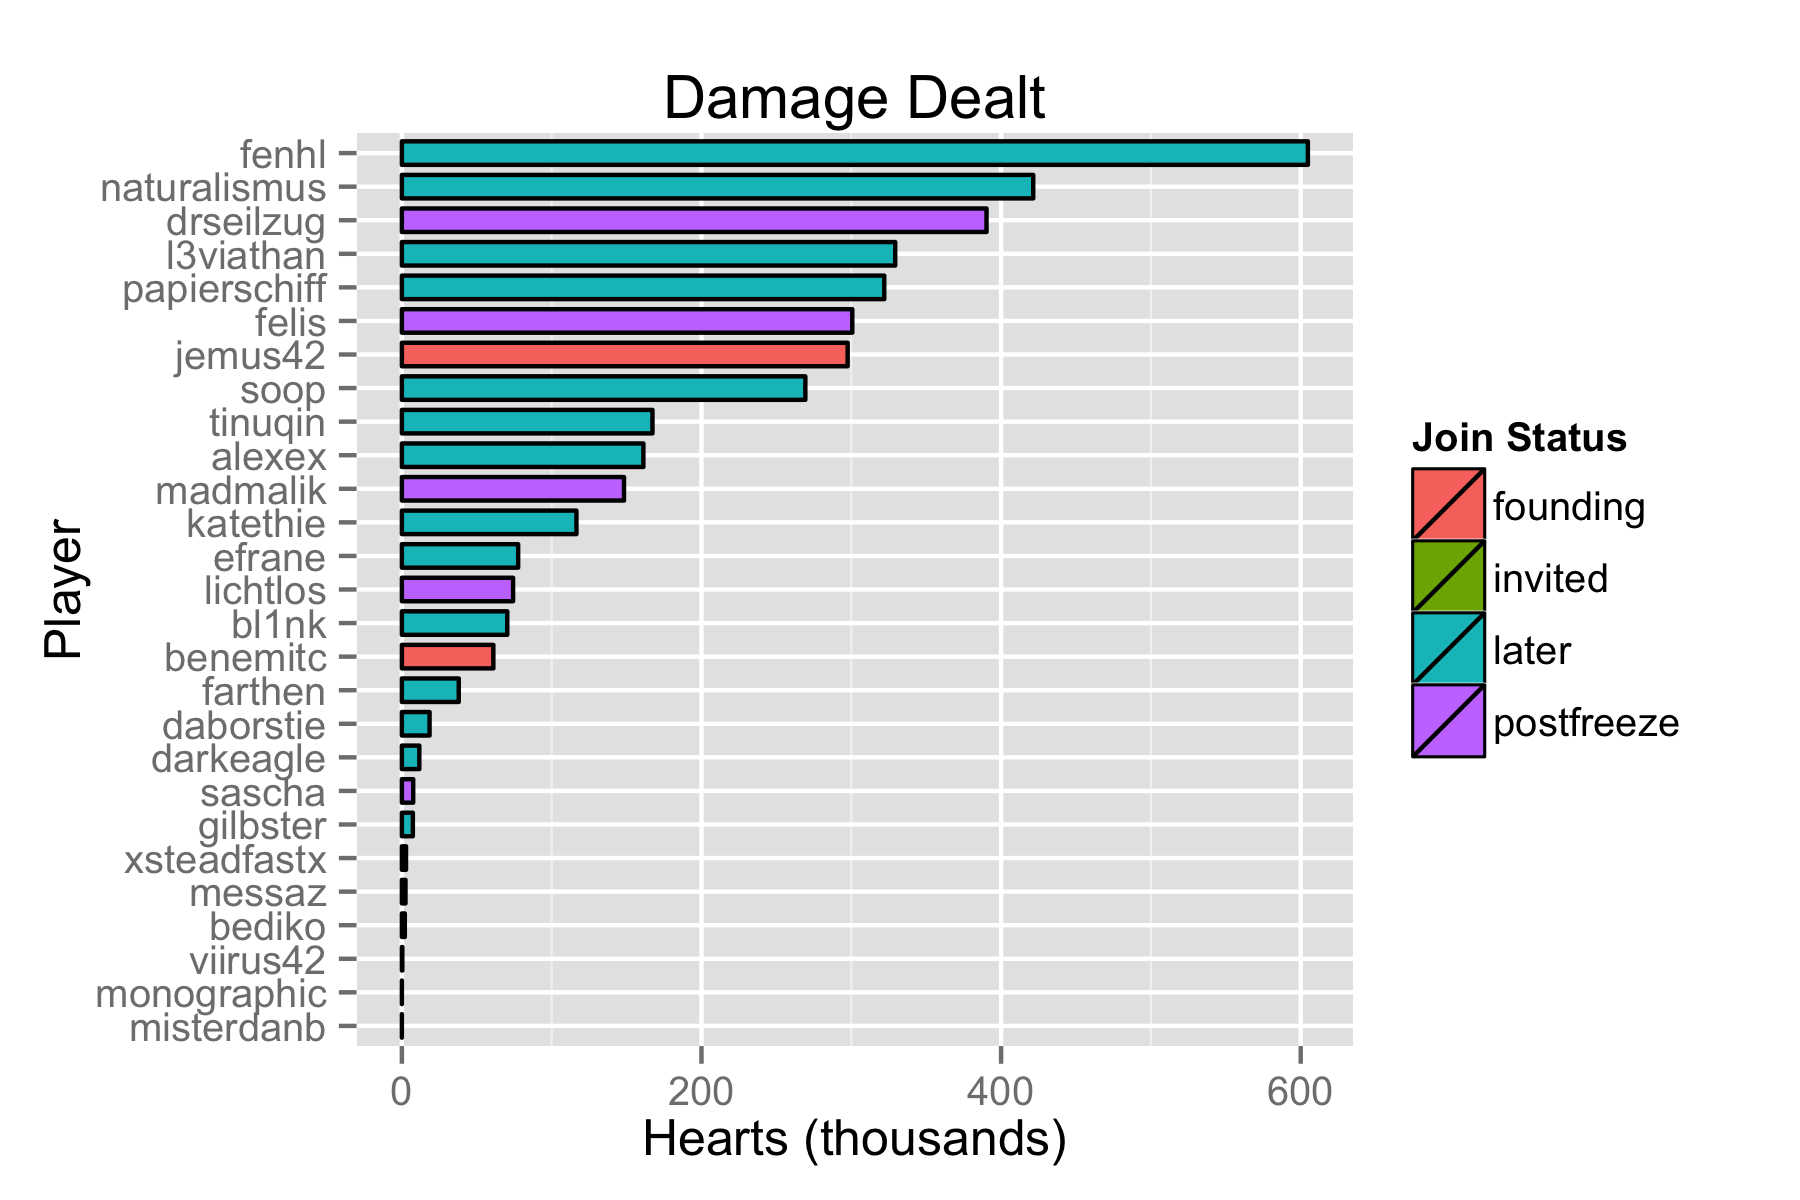 Damage Dealt
fenhl
naturalismus
drseilzug
l3viathan
papierschiff
felis
jemus42
soop
tinuqin
alexex
madmalik
katethie
efrane
lichtlos
bl1nk
benemitc
farthen
daborstie
darkeagle
sascha
gilbster
xsteadfastx
messaz
bediko
viirus42
monographic
misterdanb
Player
0 200 400 600
Hearts (thousands)
Join Status
founding
invited
later
postfreeze